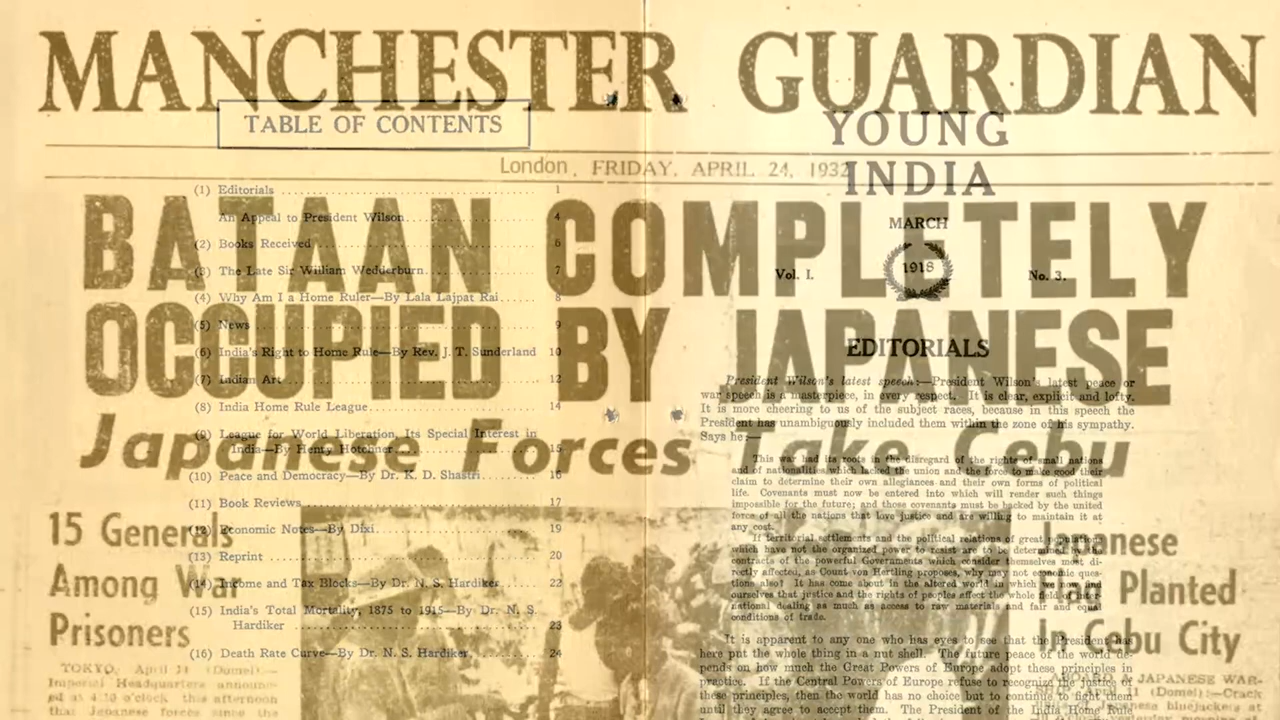 MANCHESTER GUARDIAN
London, FRIDAY, APRIL 24, 1932
BATAAN COMPLETELY
OCCUPIED BY JAPANESE
Japanese Forces Take Cebu
15 Generals
Among War
Prisoners
TOKYO, April 11 (Domei).—
Imperial Headquarters announc-
ed at 4:30 o'clock this afternoon
that Japanese forces since the
Japanese
Planted
In Cebu City
JAPANESE WAR-
APRIL 11 (Domei):—Crack
Japanese bluejackets at
TABLE OF CONTENTS
(1) Editorials 1
An Appeal to President Wilson 4
(2) Books Received 6
(3) The Late Sir Wiiliam Wedderburn 7
(4) Why Am I a Home Ruler—By Lala Lajpat Rai 8
(5) News 9
(6) India's Right to Home Rule—By Rev. J. T. Sunderland 10
(7) Indian Art 12
(8) India Home Rule League 14
(9) League for World Liberation, Its Special Interest in
India—By Henry Hotchner 15
(10) Peace and Democracy—By Dr. K. D. Shastri 16
(11) Book Reviews 17
(12) Economic Notes—By Dixi 19
(13) Reprint 20
(14) Income and Tax Blocks—By Dr. N. S. Hardiker 22
(15) India's Total Mortality, 1875 to 1915—By Dr. N. S.
Hardiker 23
(16) Death Rate Curve—By Dr. N. S. Hardiker 24
YOUNG
INDIA
MARCH
Vol. I. 1918 No. 3.
EDITORIALS
President Wilson's latest speech:—President Wilson's latest peace or
war speech is a masterpiece, in every respect. It is clear, explicit and lofty.
It is more cheering to us of the subject races, because in this speech the
President has unambiguously included them within the zone of his sympathy.
Says he:—
This war had its roots in the disregard of the rights of small nations
and of nationalities which lacked the union and the force to make good their
claim to determine their own allegiances and their own forms of political
life. Covenants must now be entered into which will render such things
impossible for the future; and those covenants must be backed by the united
force of all the nations that love justice and are willing to maintain it at
any cost.
If territorial settlements and the political relations of great populations
which have not the organized power to resist are to be determined by the
contracts of the powerful Governments which consider themselves most di-
rectly affected, as Count von Hertling proposes, why may not economic ques-
tions also? It has come about in the altered world in which we now find
ourselves that justice and the rights of peoples affect the whole field of inter-
national dealing as much as access to raw materials and fair and equal
conditions of trade.
It is apparent to any one who has eyes to see that the President has
here put the whole thing in a nut shell. The future peace of the world de-
pends on how much the Great Powers of Europe adopt these principles in
practice. If the Central Powers of Europe refuse to recognize the justice of
these principles, then the world has no choice but to continue to fight them
until they agree to accept them. The President of the India Home Rule